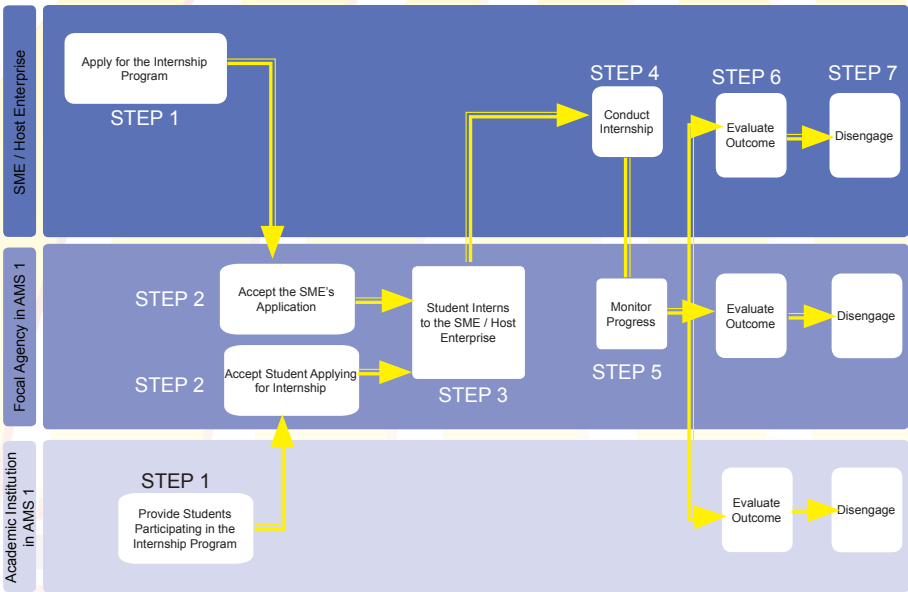 SME / Host Enterprise
Apply for the Internship
Program
STEP 1
STEP 4
Conduct
Internship
STEP 6
Evaluate
Outcome
STEP 7
Disengage
Focal Agency in AMS 1
STEP 2
Accept the SME's
Application
STEP 2
Accept Student Applying
for Internship
Student Interns
to the SME / Host
Enterprise
STEP 3
Monitor
Progress
STEP 5
Evaluate
Outcome
Disengage
Academic Institution
in AMS 1
STEP 1
Provide Students
Participating in the
Internship Program
Evaluate
Outcome
Disengage